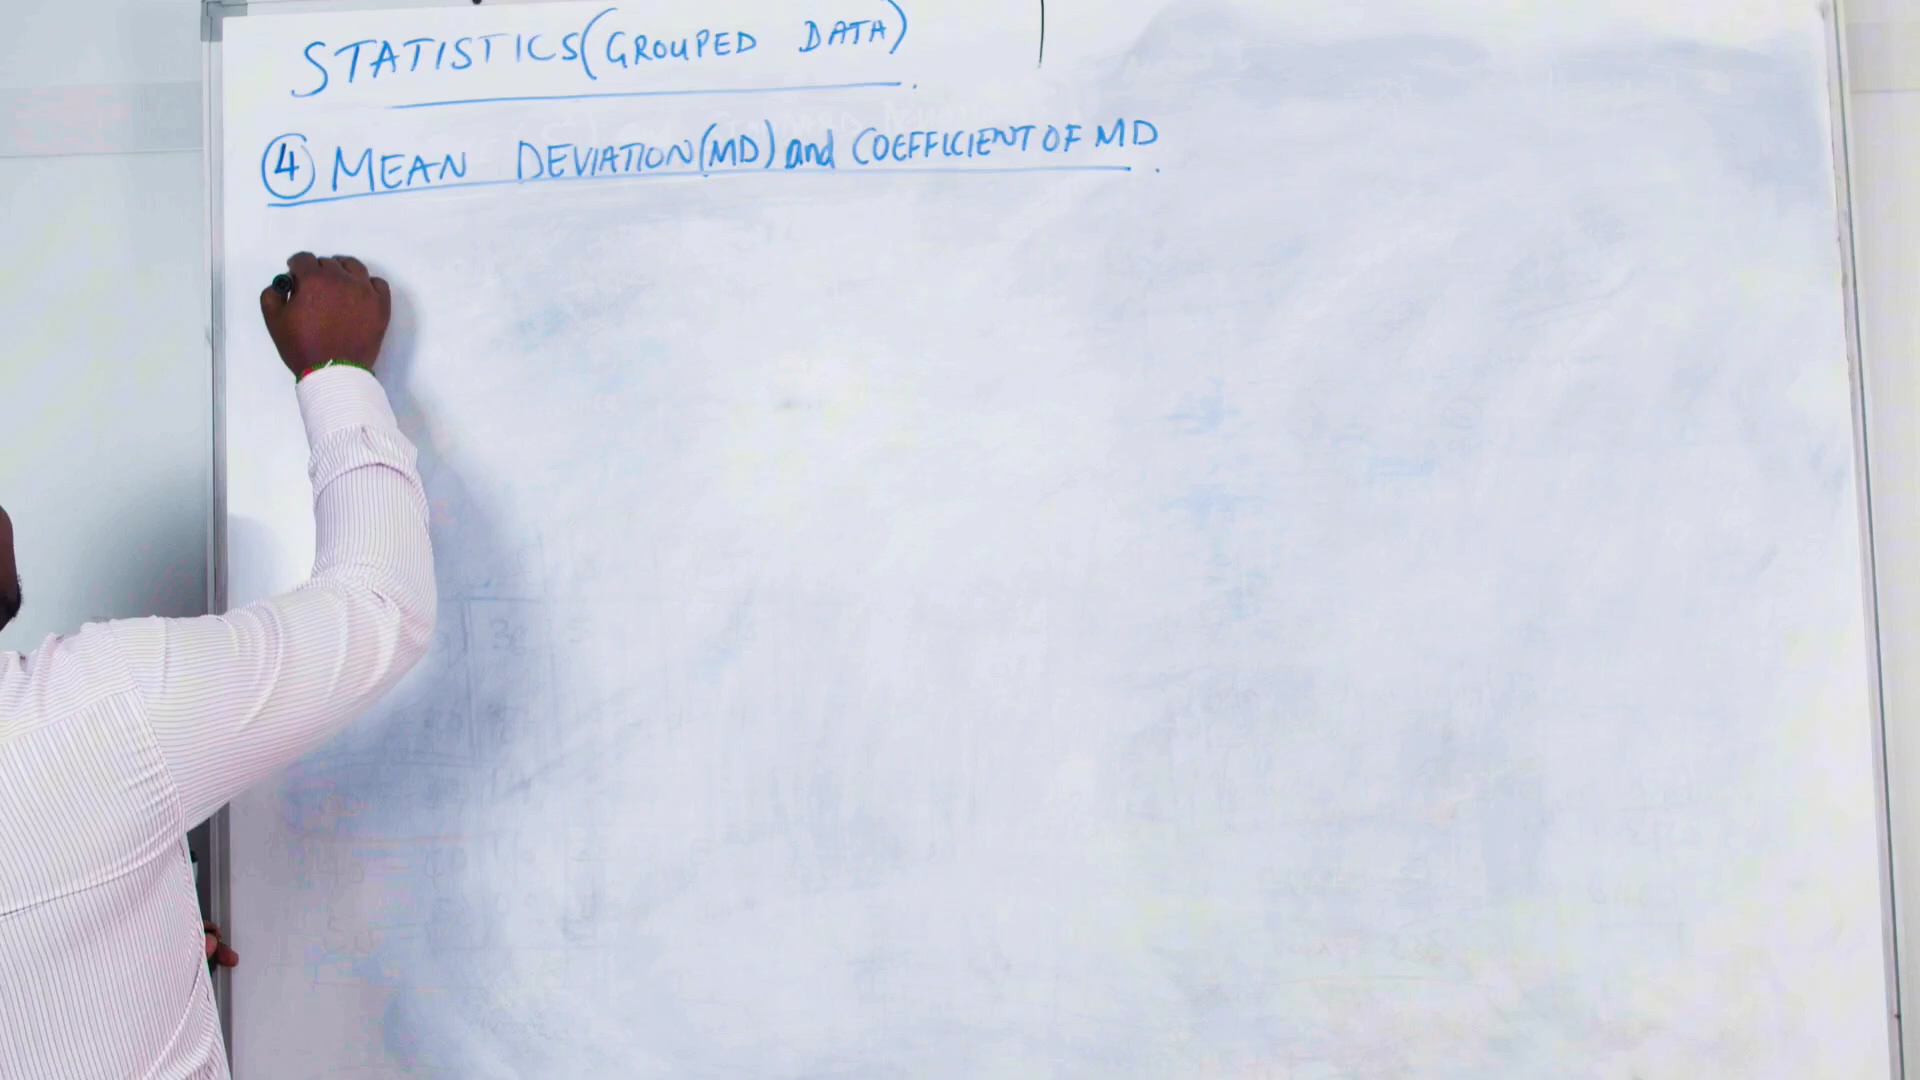 STATISTICS(GROUPED DATA)
④ MEAN DEVIATION(MD) and COEFFICIENT OF MD.